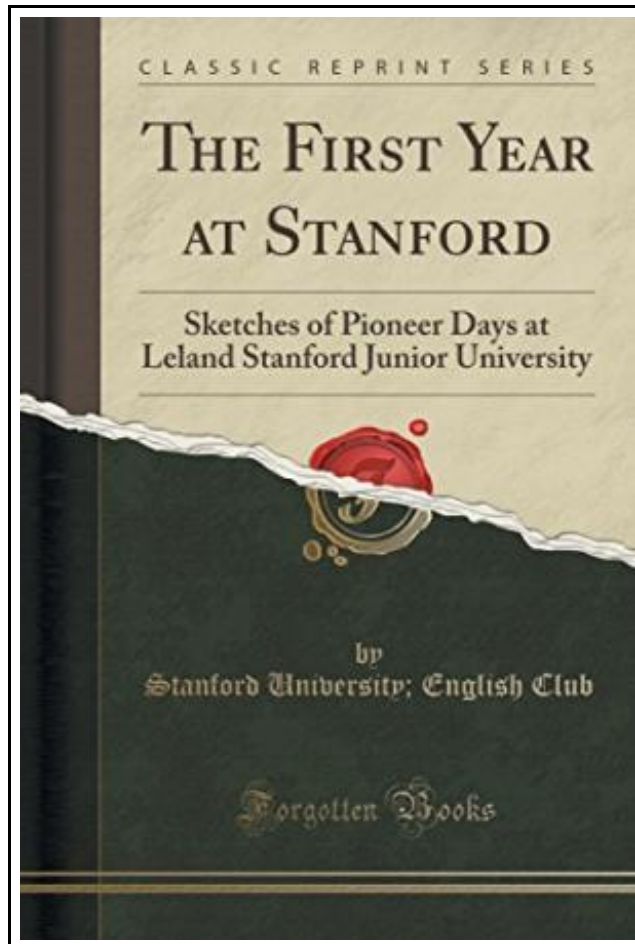 CLASSIC REPRINT SERIES
THE FIRST YEAR
AT STANFORD
Sketches of Pioneer Days at
Leland Stanford Junior University
by
Stanford University; English Club
Forgotten Books